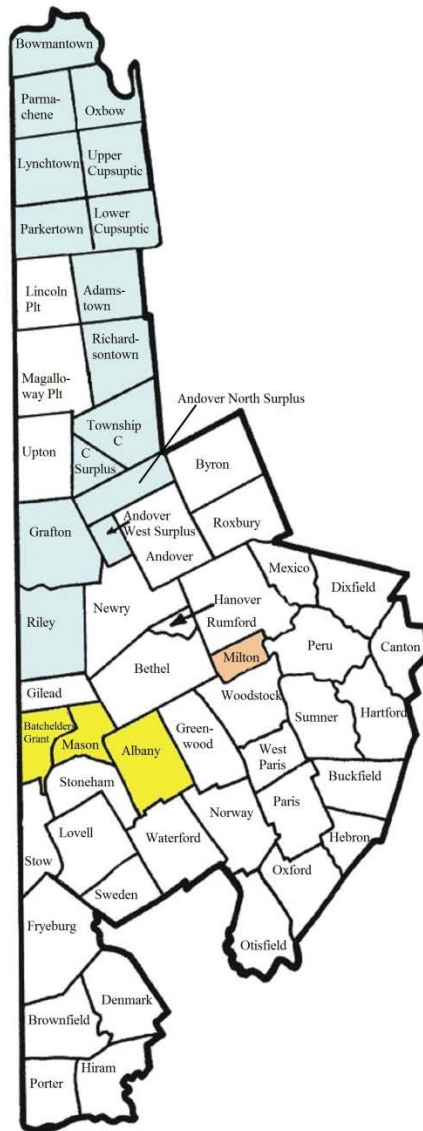 Bowmantown
Parma-
chene
Oxbow
Lynchtown
Upper
Cupsuptic
Parkertown
Lower
Cupsuptic
Lincoln
Plt
Adams-
town
Richard-
sontown
Magallo-
way Plt
Andover North Surplus
Township
C
Upton
C
Surplus
Byron
Grafton
Andover
West Surplus
Andover
Roxbury
Mexico
Dixfield
Newry
Hanover
Rumford
Riley
Peru
Canton
Bethel
Milton
Gilead
Woodstock
Sumner
Hartford
Batchelders
Grant
Mason
Albany
Green-
wood
West
Paris
Buckfield
Stoneham
Norway
Paris
Hebron
Lovell
Waterford
Oxford
Stow
Sweden
Fryeburg
Otisfield
Denmark
Brownfield
Hiram
Porter